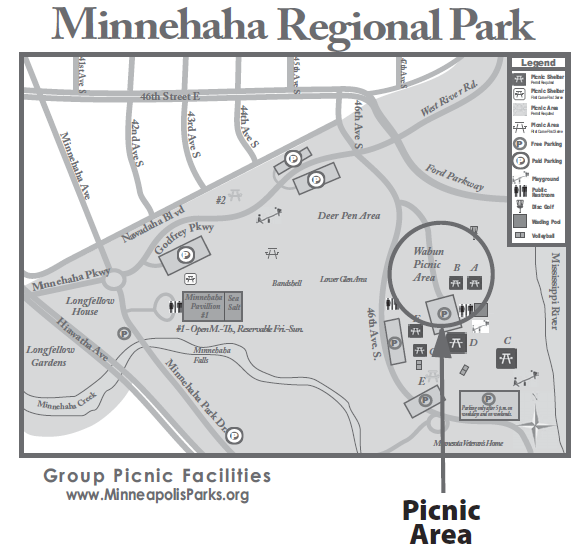 Minnehaha Regional Park
41st Ave S
45th Ave S
46th Street E
42nd Ave S
43rd Ave S
44th Ave S
46th Ave S
West River Rd.
Legend
Picnic Shelter
Picnic Shelter
Picnic Area
Picnic Area
Free Parking
Paid Parking
Playground
Public
Restroom
Disc Golf
Wading Pool
Volleyball
Minnehaha Ave
Ford Parkway
#2
Nawadaha Blvd
Godfrey Pkwy
Deer Pen Area
Wabun
Picnic
Area
B A
Minnehaha Pkwy
Bandshell
Lower Glen Area
Mississippi River
Longfellow
House
Minnehaha
Pavillion
#1
Sea
Salt
#1 - Open M.-Th., Reservable Fri.-Sun.
46th Ave. S.
Hiawatha Ave
Longfellow
Gardens
Minnehaha
Falls
D
C
E
Minnehaha Park Dr.
Minnehaha Creek
Parking only after 5 p.m. on
weekdays and on weekends.
Minnesota Veteran's Home
Group Picnic Facilities
www.MinneapolisParks.org
Picnic
Area